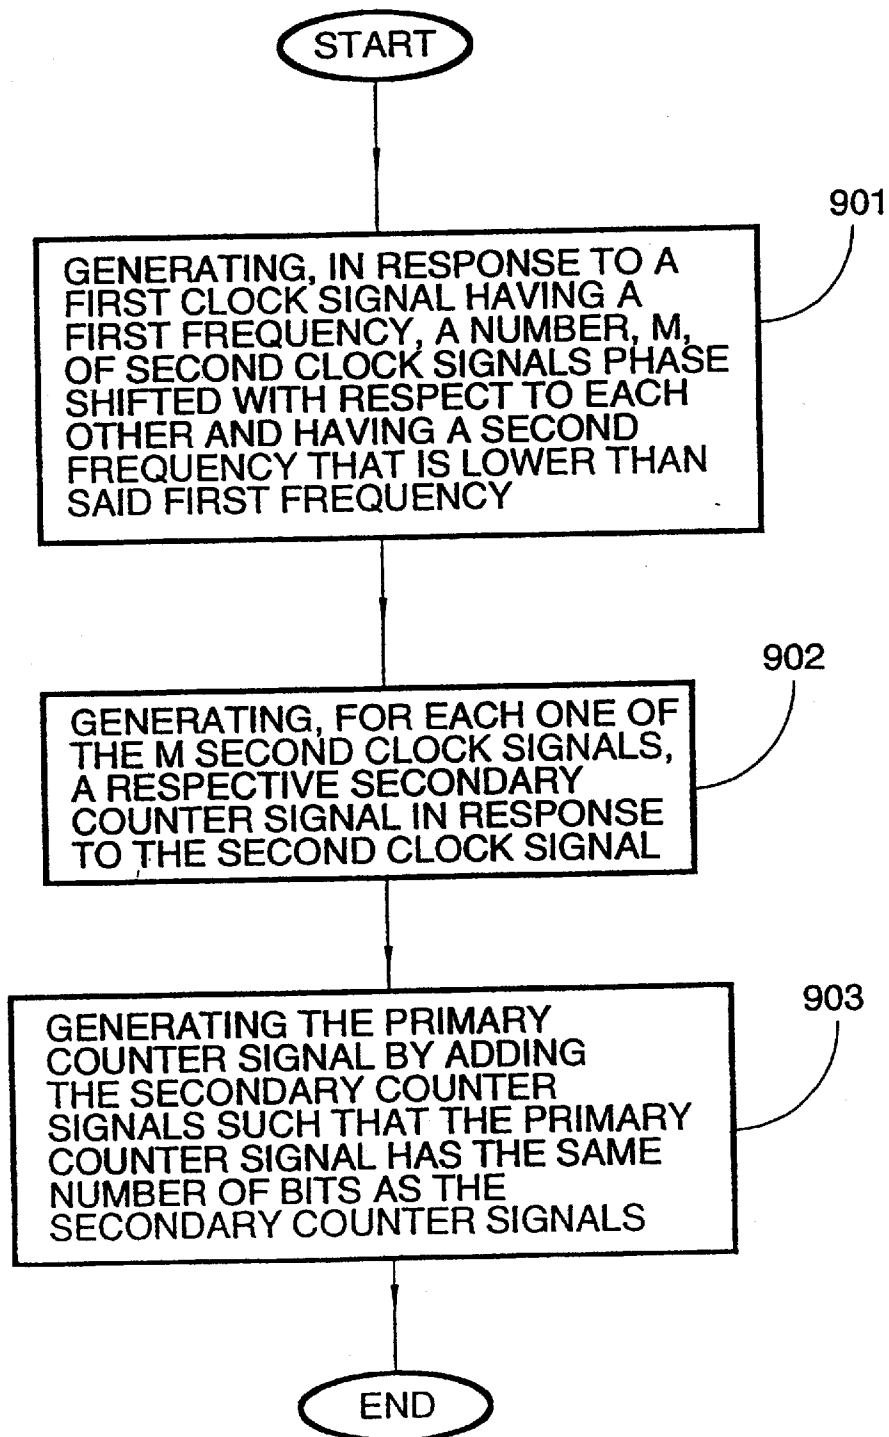 START
901
GENERATING, IN RESPONSE TO A
FIRST CLOCK SIGNAL HAVING A
FIRST FREQUENCY, A NUMBER, M,
OF SECOND CLOCK SIGNALS PHASE
SHIFTED WITH RESPECT TO EACH
OTHER AND HAVING A SECOND
FREQUENCY THAT IS LOWER THAN
SAID FIRST FREQUENCY
902
GENERATING, FOR EACH ONE OF
THE M SECOND CLOCK SIGNALS,
A RESPECTIVE SECONDARY
COUNTER SIGNAL IN RESPONSE
TO THE SECOND CLOCK SIGNAL
903
GENERATING THE PRIMARY
COUNTER SIGNAL BY ADDING
THE SECONDARY COUNTER
SIGNALS SUCH THAT THE PRIMARY
COUNTER SIGNAL HAS THE SAME
NUMBER OF BITS AS THE
SECONDARY COUNTER SIGNALS
END